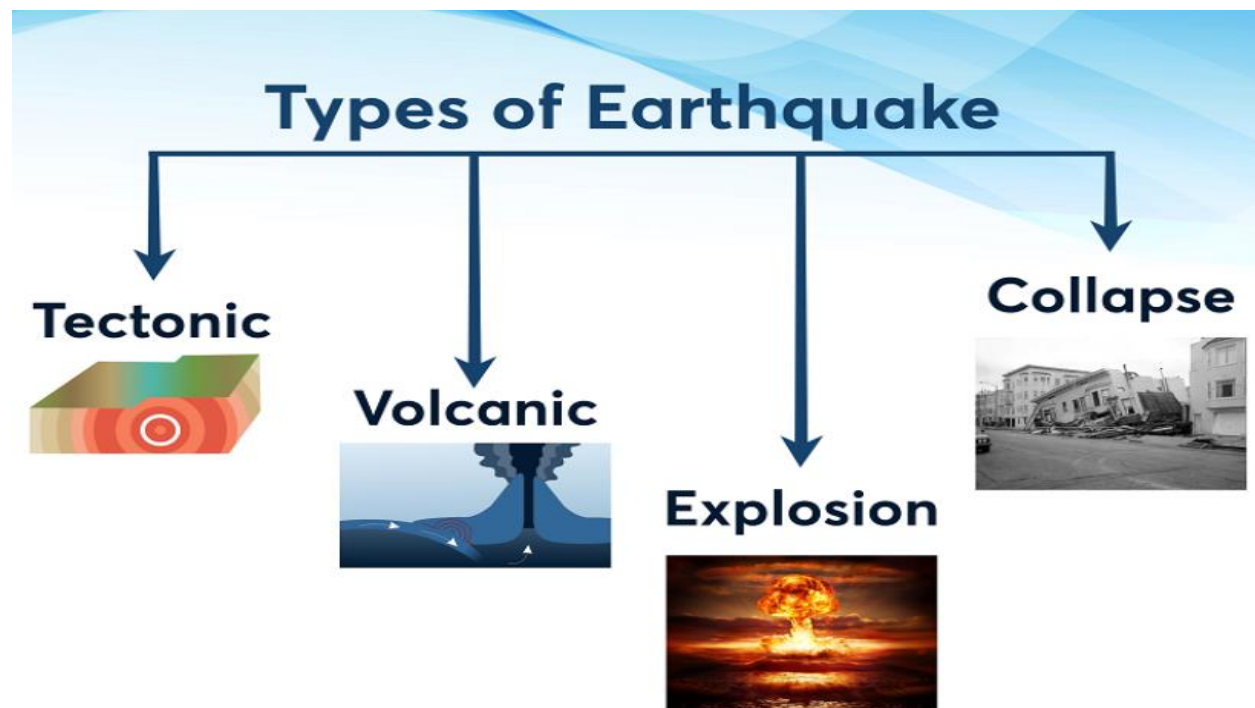 Types of Earthquake
Tectonic
Volcanic
Explosion
Collapse